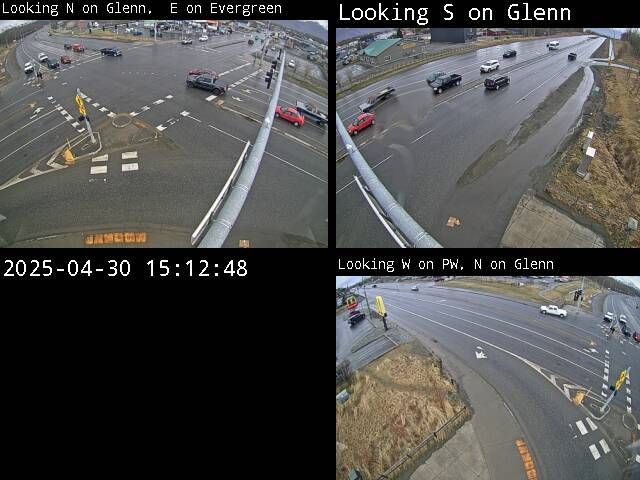 Looking N on Glenn,  E on Evergreen
Looking S on Glenn
2025-04-30 15:12:48
Looking W on PW, N on Glenn